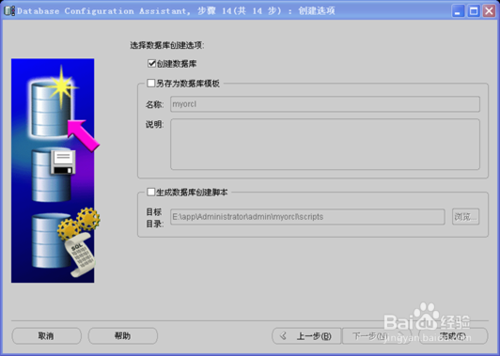 Database Configuration Assistant, 步骤 14(共 14 步) : 创建选项
选择数据库创建选项:
创建数据库
另存为数据库模板
名称: myorcl
说明:
生成数据库创建脚本
目标目录: E:\app\Administrator\admin\myorcl\scripts 浏览...
SQL
取消 帮助 上一步(B) 下一步(N) 完成(F)
Baidu 经验
jingyan.baidu.com